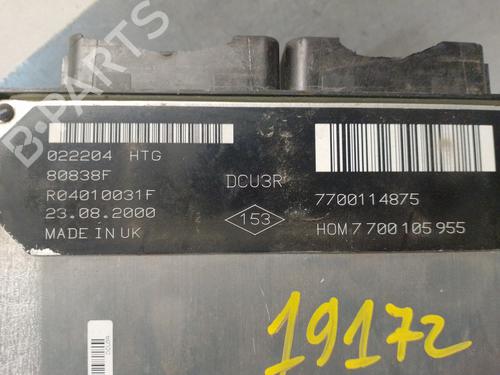 B-PARTS
022204 HTG
80838F
R04010031F
23.08.2000
MADE IN UK
DCU3R
153
7700114875
HOM 7 700 105 955
19172